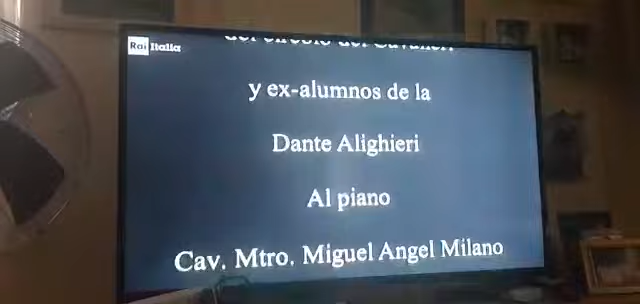 Rai Italia
y ex-alumnos de la
Dante Alighieri
Al piano
Cav. Mtro. Miguel Angel Milano